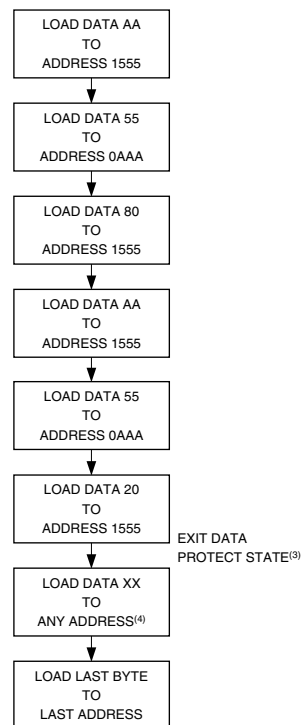 LOAD DATA AA
TO
ADDRESS 1555
LOAD DATA 55
TO
ADDRESS 0AAA
LOAD DATA 80
TO
ADDRESS 1555
LOAD DATA AA
TO
ADDRESS 1555
LOAD DATA 55
TO
ADDRESS 0AAA
LOAD DATA 20
TO
ADDRESS 1555
EXIT DATA
PROTECT STATE(3)
LOAD DATA XX
TO
ANY ADDRESS(4)
LOAD LAST BYTE
TO
LAST ADDRESS